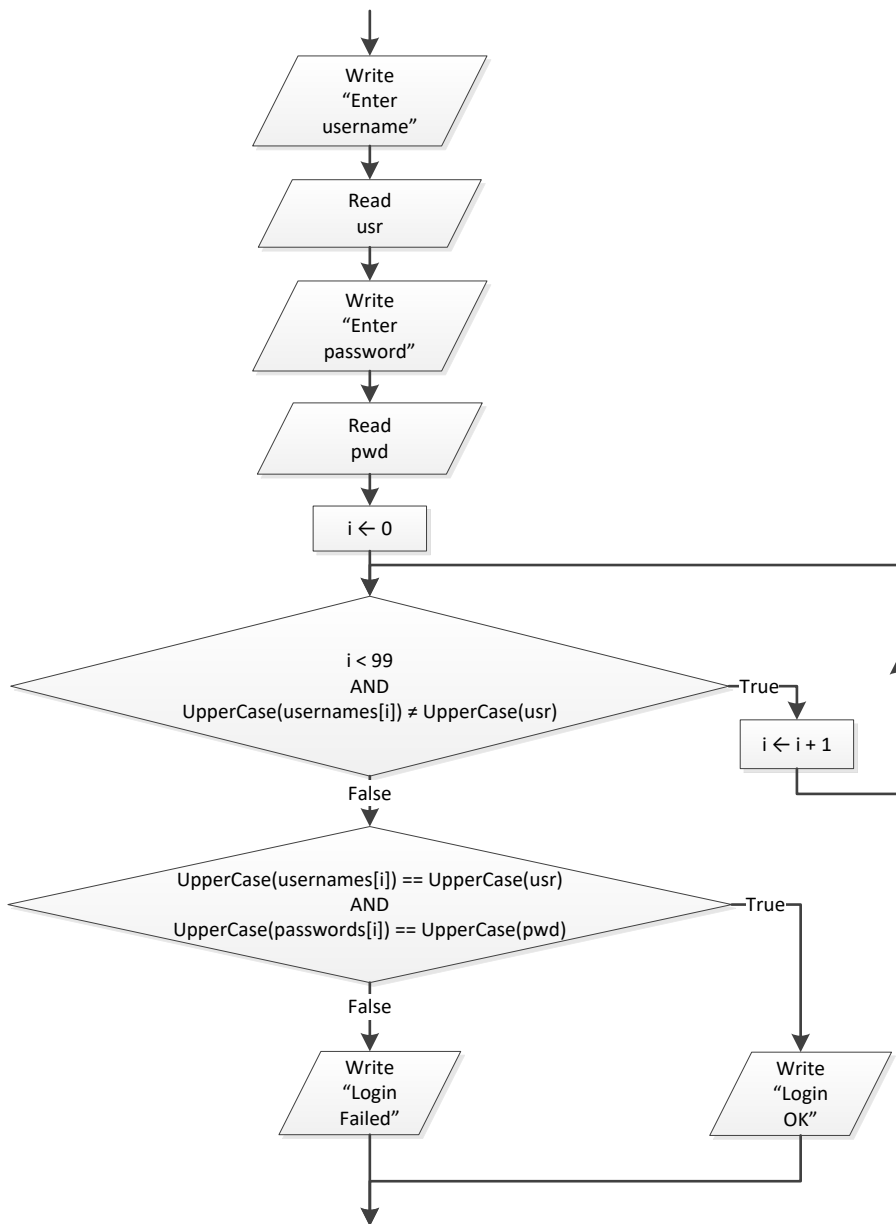 Write
“Enter
username”
Read
usr
Write
“Enter
password”
Read
pwd
i ← 0
i < 99
AND
UpperCase(usernames[i]) ≠ UpperCase(usr)
True
i ← i + 1
False
UpperCase(usernames[i]) == UpperCase(usr)
AND
UpperCase(passwords[i]) == UpperCase(pwd)
True
False
Write
“Login
Failed”
Write
“Login
OK”